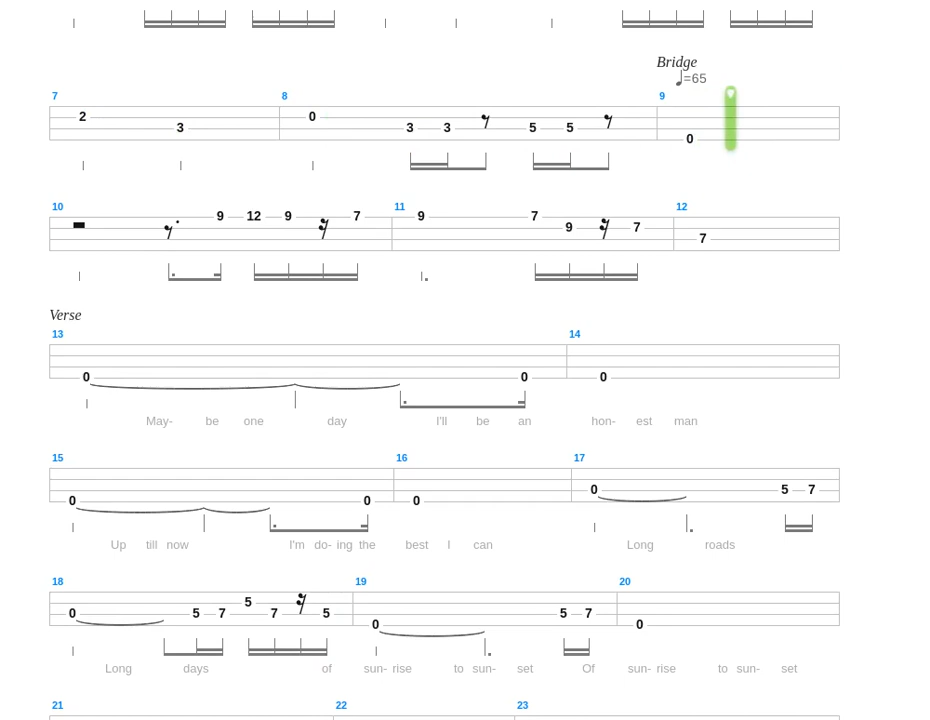 Bridge
=65
7 8 9
2 3 0 3 3 5 5 0
10 11 12
9 12 9 7 9 7 9 7 7
Verse
13 14
0 0 0
May- be one day I'll be an hon- est man
15 16 17
0 0 0 0 5 7
Up till now I'm do- ing the best I can Long roads
18 19 20
0 5 7 5 7 5 0 5 7 0
Long days of sun- rise to sun- set Of sun- rise to sun- set
21 22 23